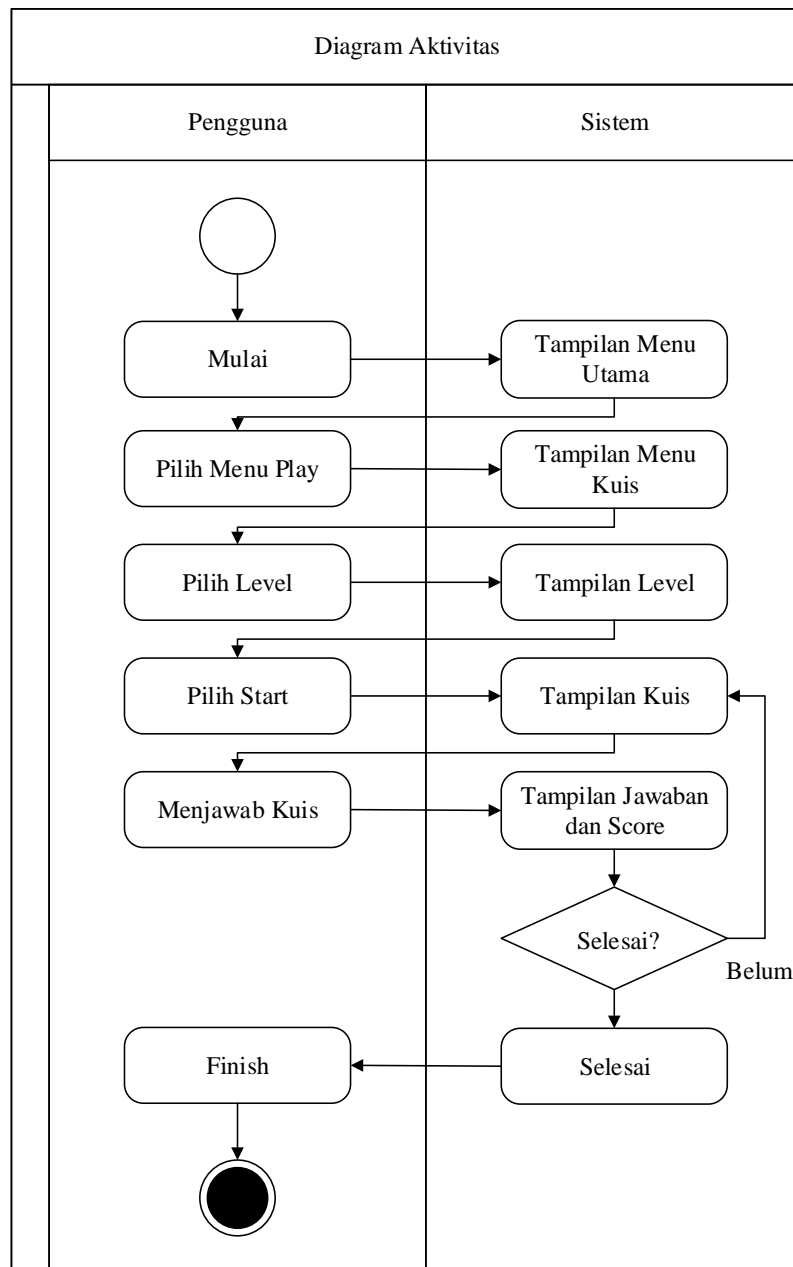 Diagram Aktivitas
Pengguna
Sistem
Mulai
Tampilan Menu
Utama
Pilih Menu Play
Tampilan Menu
Kuis
Pilih Level
Tampilan Level
Pilih Start
Tampilan Kuis
Menjawab Kuis
Tampilan Jawaban
dan Score
Selesai?
Belum
Finish
Selesai